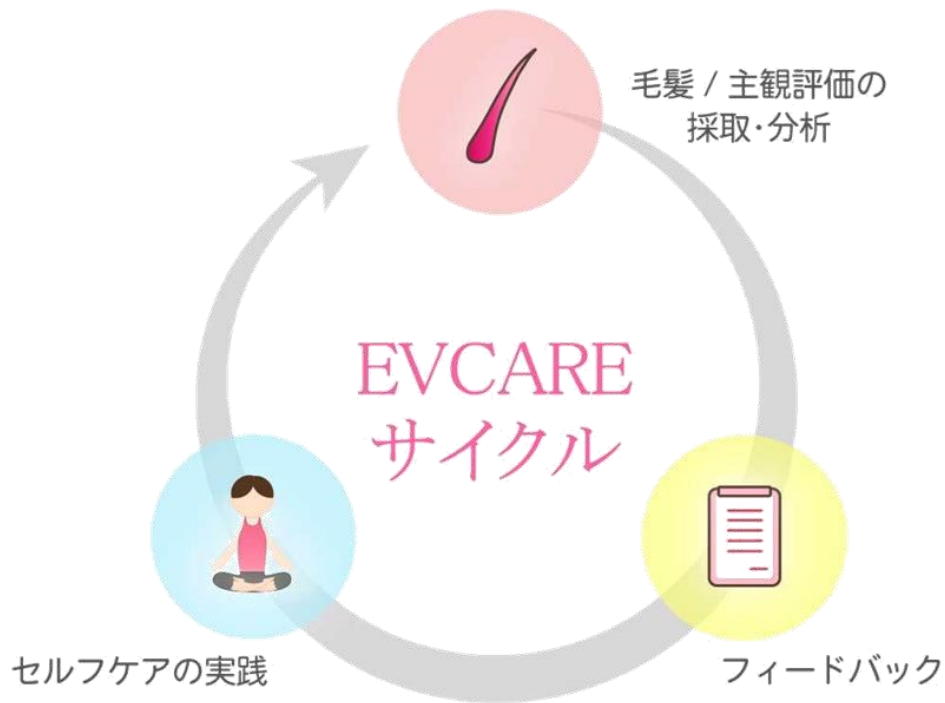 毛髪 / 主観評価の
採取・分析
EVCARE
サイクル
セルフケアの実践
フィードバック